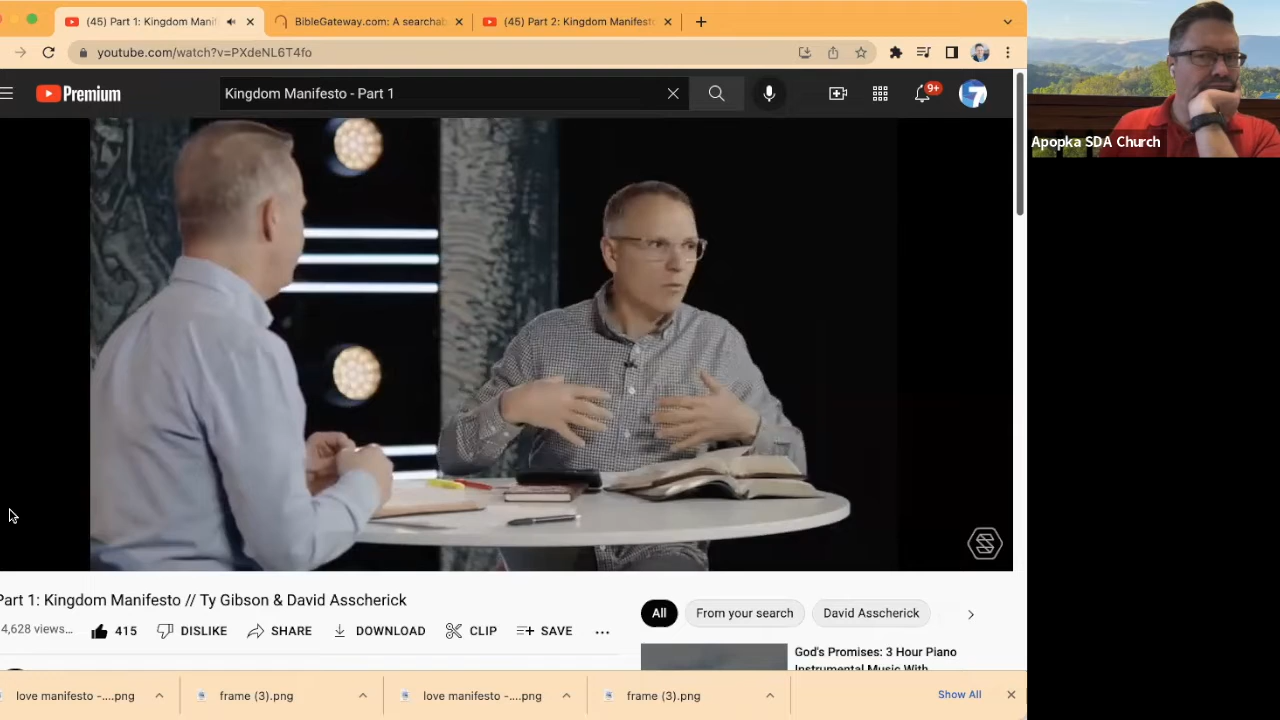 (45) Part 1: Kingdom Manif
BibleGateway.com: A searchab
(45) Part 2: Kingdom Manifesto
youtube.com/watch?v=PXdeNL6T4fo
Premium
Kingdom Manifesto - Part 1
9+
Apopka SDA Church
Part 1: Kingdom Manifesto // Ty Gibson & David Asscherick
4,628 views...
415
DISLIKE
SHARE
DOWNLOAD
CLIP
SAVE
All
From your search
David Asscherick
God's Promises: 3 Hour Piano
Instrumental Music With
love manifesto -....png
frame (3).png
love manifesto -....png
frame (3).png
Show All